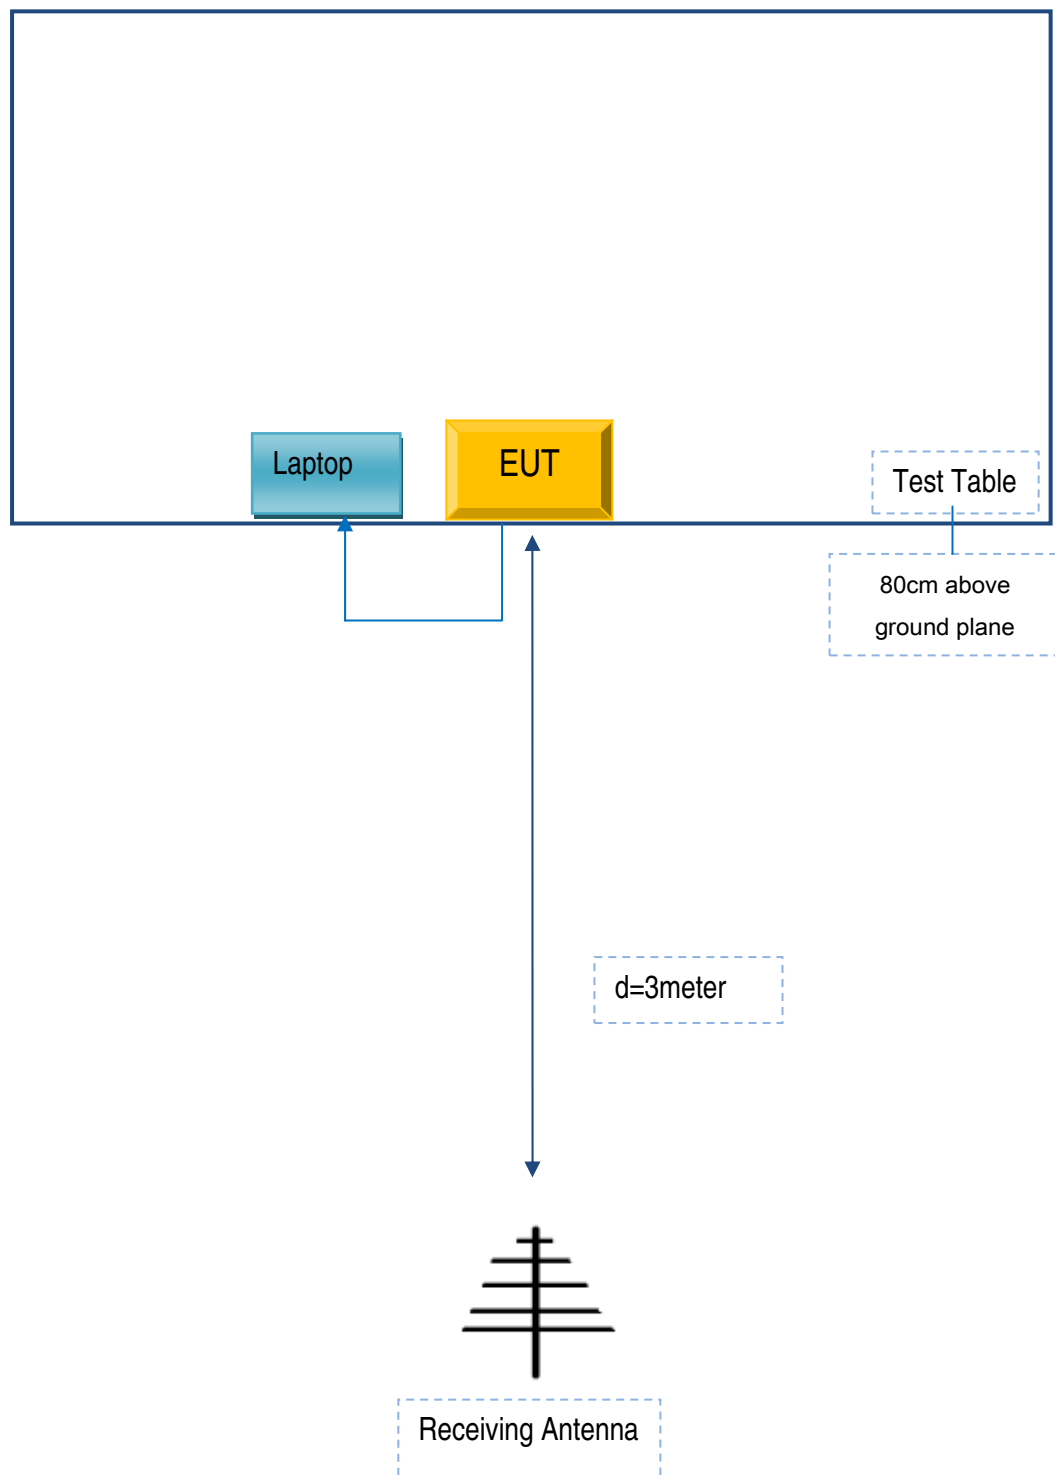 Laptop
EUT
Test Table
80cm above
ground plane
d=3meter
Receiving Antenna